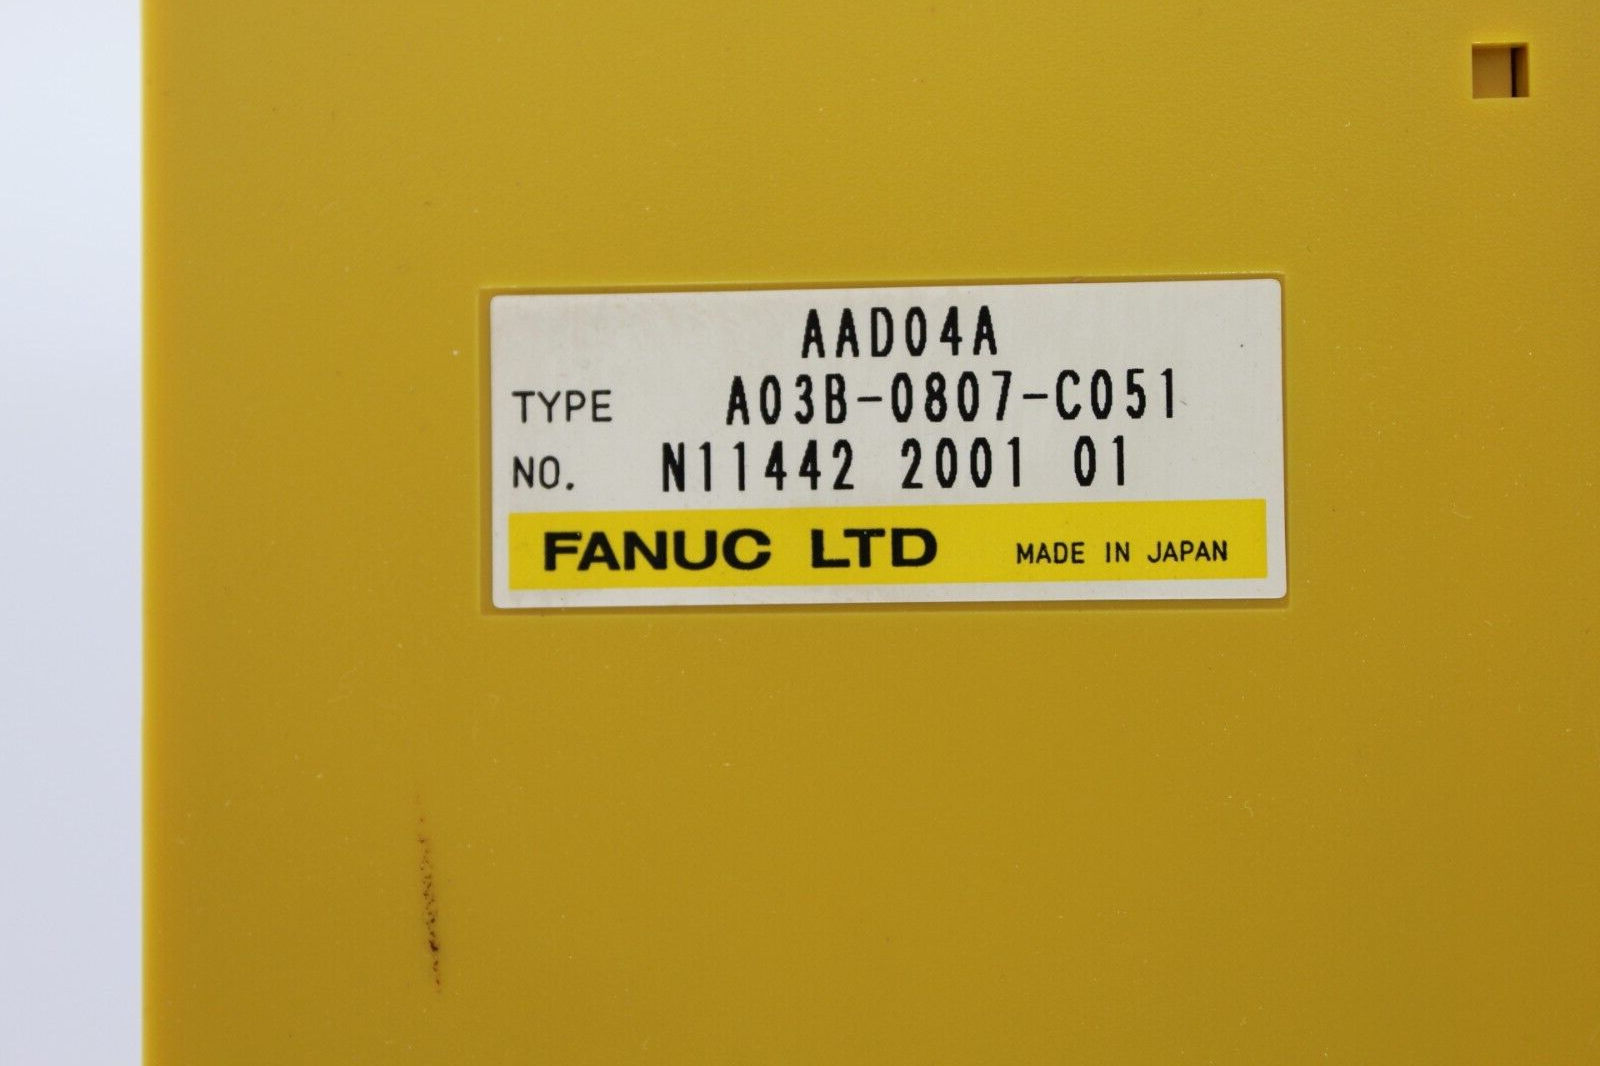 AAD04A
TYPE A03B-0807-C051
NO. N11442 2001 01
FANUC LTD MADE IN JAPAN